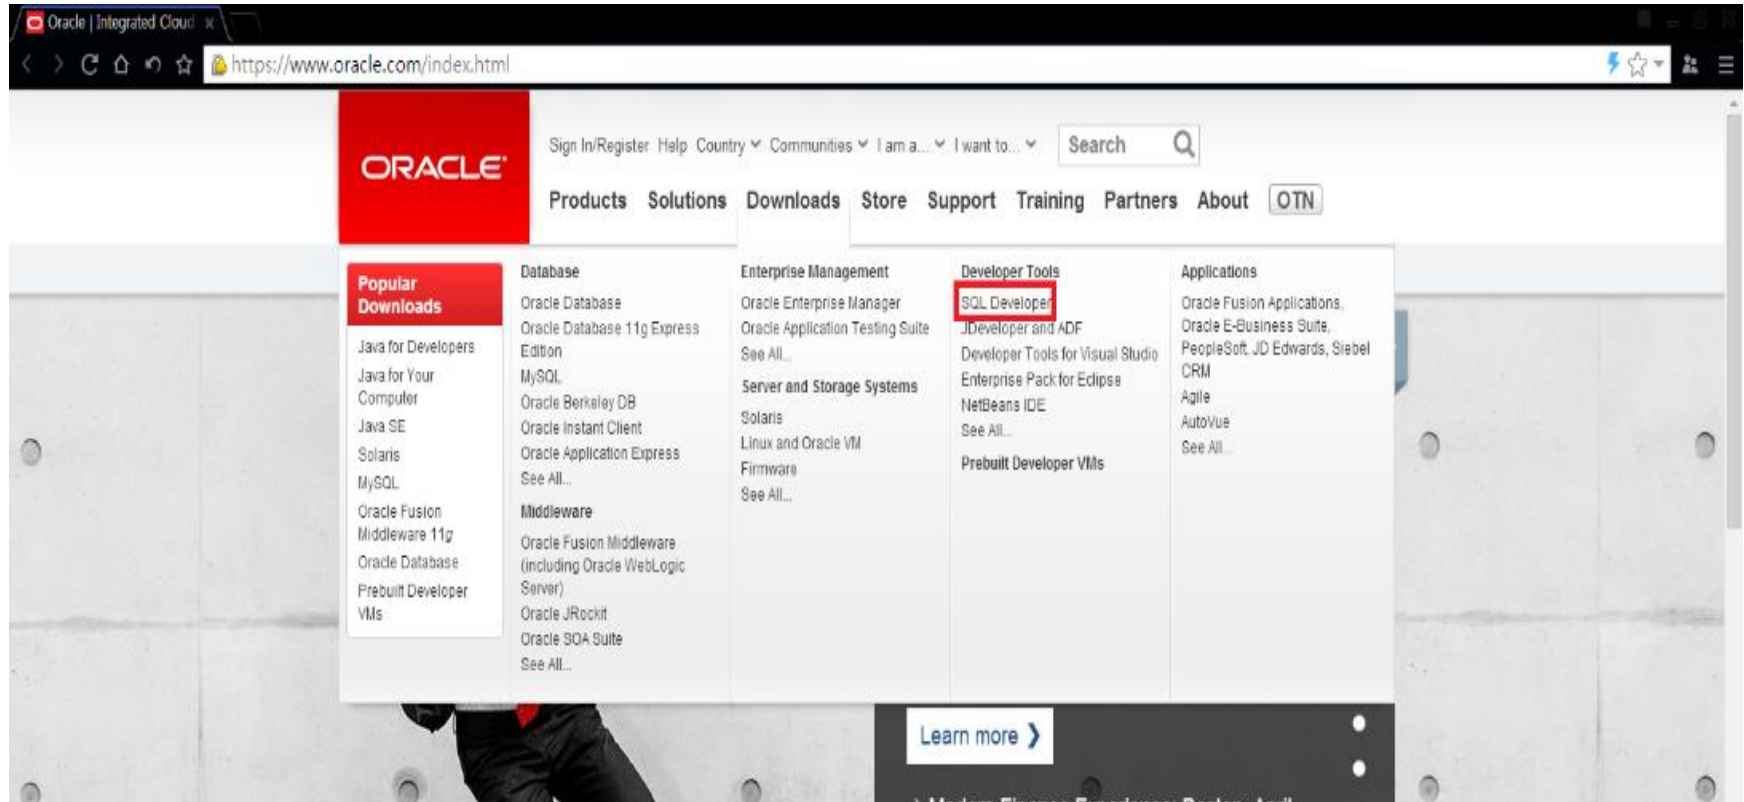 Oracle | Integrated Cloud
https://www.oracle.com/index.html
ORACLE
Sign In/Register Help Country Communities I am a... I want to... Search
Products Solutions Downloads Store Support Training Partners About OTN
Popular
Downloads
Java for Developers
Java for Your
Computer
Java SE
Solaris
MySQL
Oracle Fusion
Middleware 11g
Oracle Database
Prebuilt Developer
VMs
Database
Oracle Database
Oracle Database 11g Express
Edition
MySQL
Oracle Berkeley DB
Oracle Instant Client
Oracle Application Express
See All...
Middleware
Oracle Fusion Middleware
(including Oracle WebLogic
Server)
Oracle JRockit
Oracle SOA Suite
See All...
Enterprise Management
Oracle Enterprise Manager
Oracle Application Testing Suite
See All...
Server and Storage Systems
Solaris
Linux and Oracle VM
Firmware
See All...
Developer Tools
SQL Developer
JDeveloper and ADF
Developer Tools for Visual Studio
Enterprise Pack for Eclipse
NetBeans IDE
See All...
Prebuilt Developer VMs
Applications
Oracle Fusion Applications,
Oracle E-Business Suite,
PeopleSoft, JD Edwards, Siebel
CRM
Agile
AutoVue
See All...
Learn more
Modern Finance Experience: Boston, April